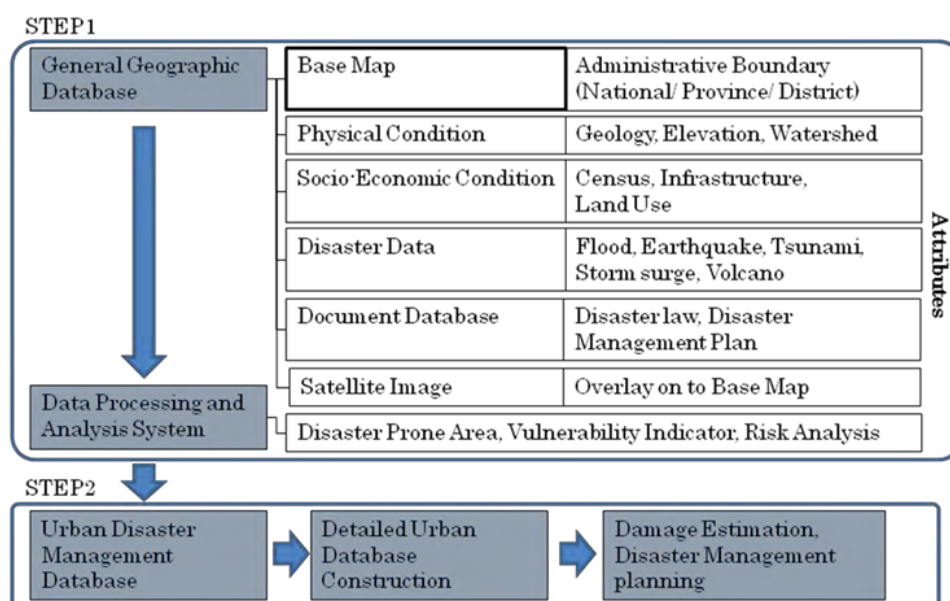 STEP1
General Geographic
Database
Base Map
Administrative Boundary
(National/ Province/ District)
Physical Condition
Geology, Elevation, Watershed
Socio-Economic Condition
Census, Infrastructure,
Land Use
Disaster Data
Flood, Earthquake, Tsunami,
Storm surge, Volcano
Document Database
Disaster law, Disaster
Management Plan
Satellite Image
Overlay on to Base Map
Attributes
Data Processing and
Analysis System
Disaster Prone Area, Vulnerability Indicator, Risk Analysis
STEP2
Urban Disaster
Management
Database
Detailed Urban
Database
Construction
Damage Estimation,
Disaster Management
planning